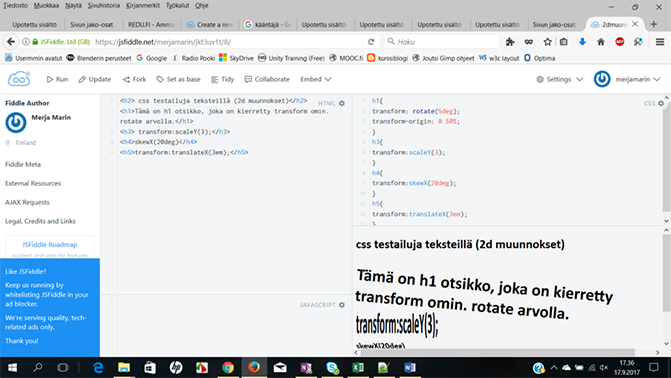 Tiedosto Muokkaa Näytä Sivuhistoria Kirjanmerkit Työkalut Ohje
Upotettu sisältö
Sivun jako-osat
REDU.FI - Amman
Upotettu sisältö
Create a nee
kääntäjä - G
Upotettu sisältö
Upotettu sisältö
Upotettu sisältö
Upotettu sisältö
Sivun jako-osat
2dmuunn
JSFiddle, Ltd (GB) https://jsfiddle.net/merjamarin/jkt3uv1t/8/ Haku
Useimmin avatut Blenderin perusteet Google Radio Pooki SkyDrive Free Translation (Web) MOOC.fi kurssiblogi Joutsi Gimp ohjeet w3c layout Optima
Run Update Fork Set as base Tidy Collaborate Embed Settings merjamarin
Fiddle Author
Merja Marin
Finland
Fiddle Meta
External Resources
AJAX Requests
Legal, Credits and Links
JSFiddle Roadmap
suggest and vote for features
Like JSFiddle?
Keep us running by
whitelisting JSFiddle in your
ad blocker.
We're serving quality, tech-
related ads only.
Thank you!
HTML
<h2> css testailuja teksteillä (2d muunnokset)</h2>
<h1>Tämä on h1 otsikko, joka on kierretty transform omin.
rotate arvolla.</h1>
<h3> transform:scaleY(3);</h3>
<h4>skewX(20deg)</h4>
<h5>transform:translateX(3em);</h5>
JAVASCRIPT
CSS
h1{
transform: rotate(5deg);
transform-origin: 0 50%;
}
h3{
transform:scaleY(3);
}
h4{
transform:skewX(20deg);
}
h5{
transform:translateX(3em);
}
css testailuja teksteillä (2d muunnokset)
Tämä on h1 otsikko, joka on kierretty
transform omin. rotate arvolla.
transform:scaleY(3);
skewX(20deg)
17.36
17.9.2017